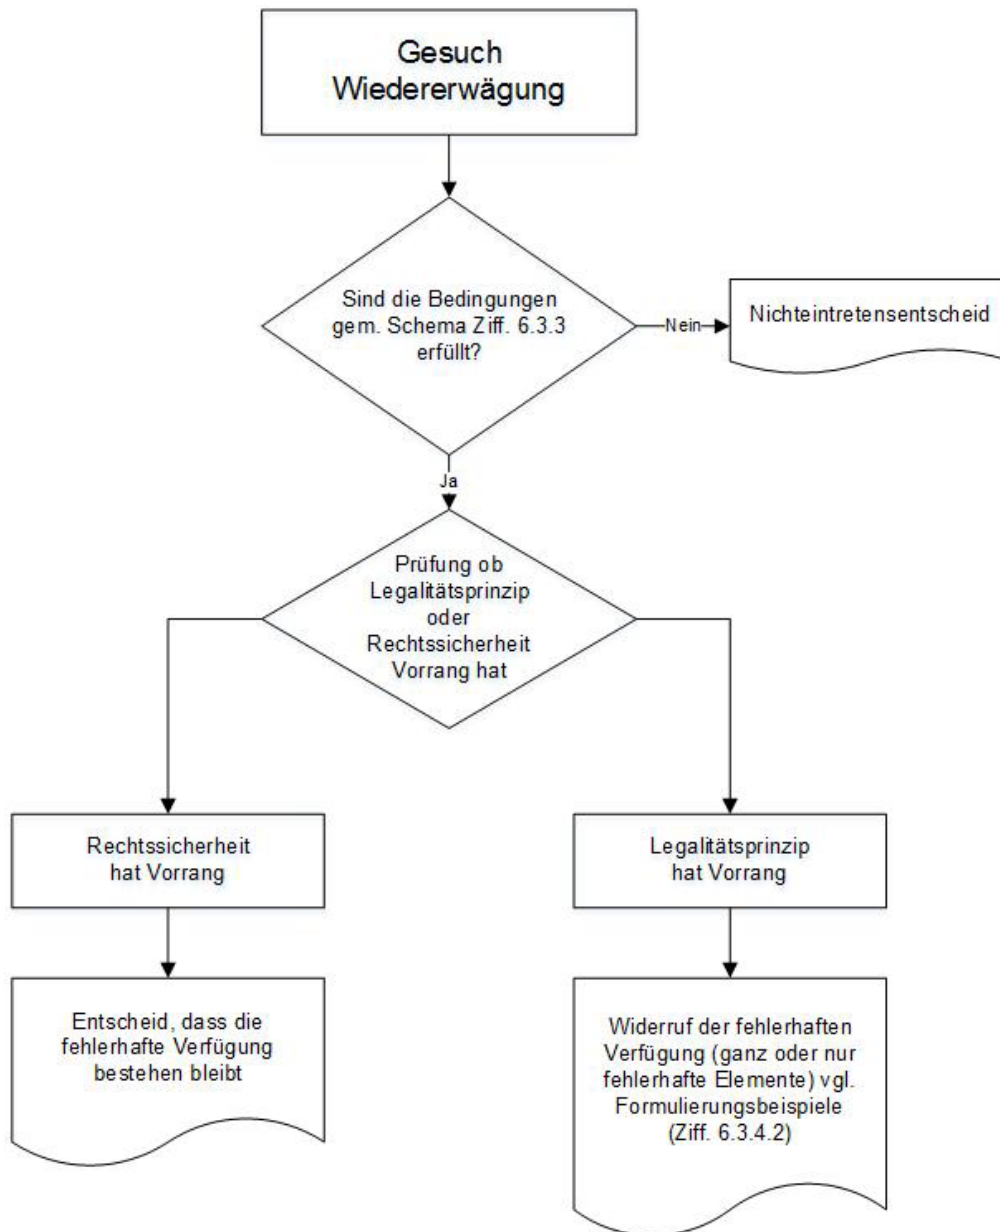 Gesuch
Wiedererwägung
Sind die Bedingungen
gem. Schema Ziff. 6.3.3
erfüllt?
Nein
Nichteintretensentscheid
Ja
Prüfung ob
Legalitätsprinzip
oder
Rechtssicherheit
Vorrang hat
Rechtssicherheit
hat Vorrang
Legalitätsprinzip
hat Vorrang
Entscheid, dass die
fehlerhafte Verfügung
bestehen bleibt
Widerruf der fehlerhaften
Verfügung (ganz oder nur
fehlerhafte Elemente) vgl.
Formulierungsbeispiele
(Ziff. 6.3.4.2)